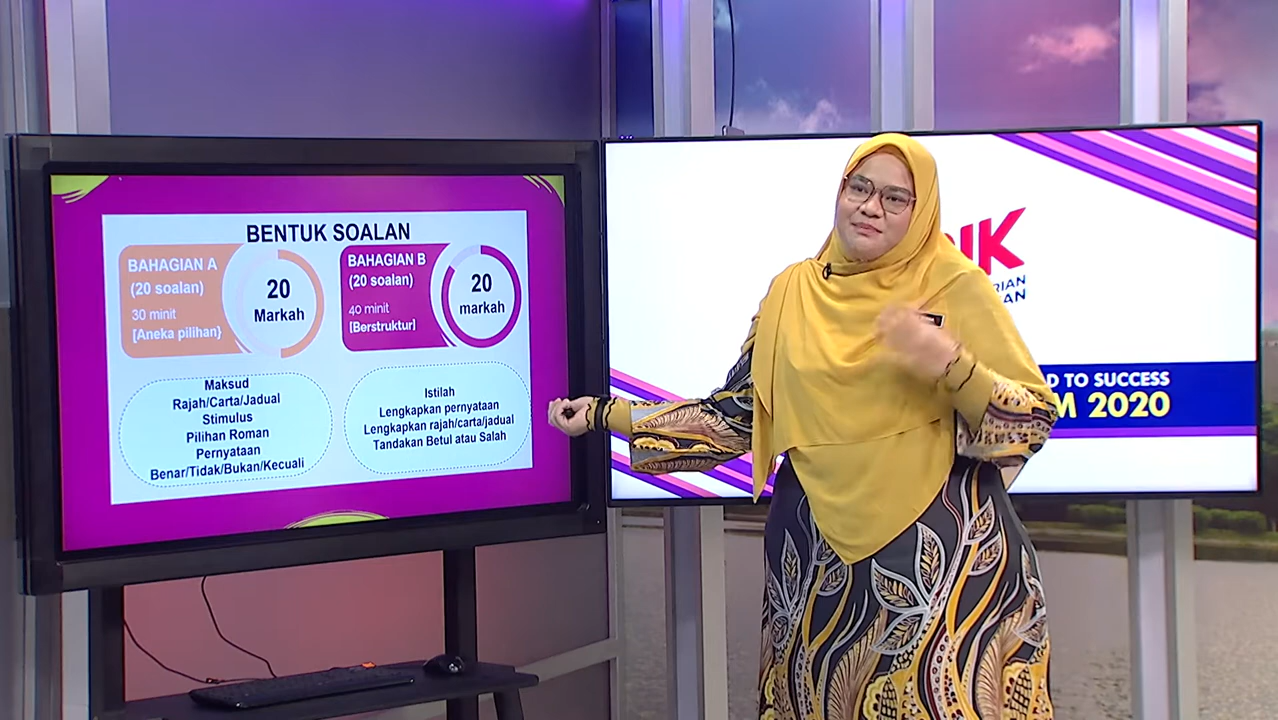 BENTUK SOALAN
BAHAGIAN A
(20 soalan)
30 minit
[Aneka pilihan}
20
Markah
BAHAGIAN B
(20 soalan)
40 minit
[Berstruktur]
20
markah
Maksud
Rajah/Carta/Jadual
Stimulus
Pilihan Roman
Pernyataan
Benar/Tidak/Bukan/Kecuali
Istilah
Lengkapkan pernyataan
Lengkapkan rajah/carta/jadual
Tandakan Betul atau Salah
TO SUCCESS
2020